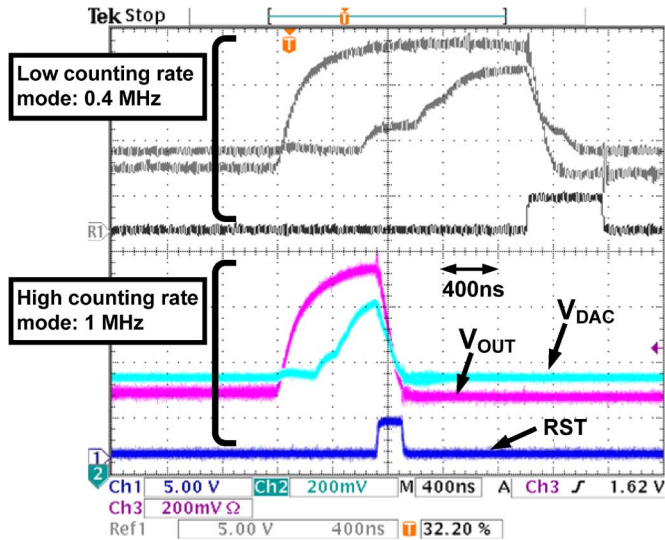 Tek Stop
T
T
Low counting rate
mode: 0.4 MHz
R1
High counting rate
mode: 1 MHz
400ns
VDAC
VOUT
RST
1
2
Ch1 5.00 V Ch2 200mV M 400ns A Ch3 ʃ 1.62 V
Ch3 200mV Ω
Ref1 5.00 V 400ns T 32.20 %